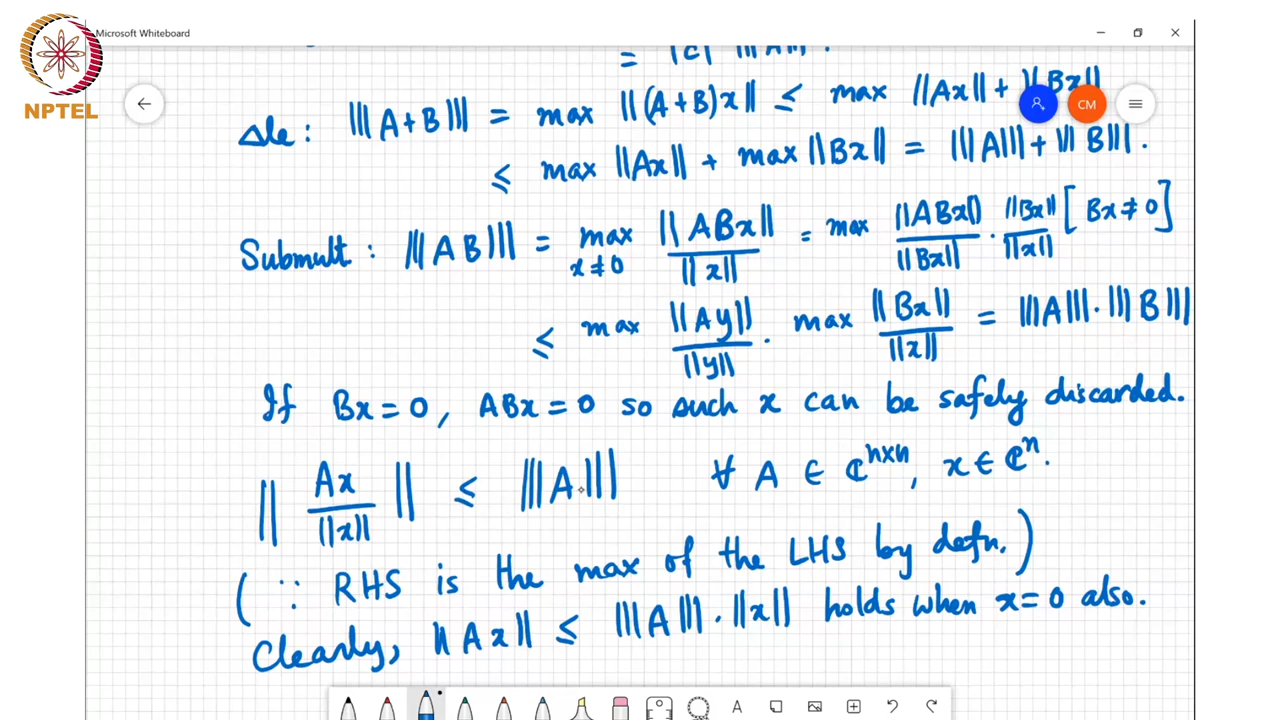 Microsoft Whiteboard
NPTEL
CM
= |c| |||A|||.
Δle : |||A+B||| = max ||(A+B)x|| ≤ max ||Ax|| + ||Bx||
≤ max ||Ax|| + max ||Bx|| = |||A||| + |||B|||.
Submult : |||AB||| = max_{x≠0} ||ABx|| / ||x|| = max ||ABx|| / ||Bx|| · ||Bx|| / ||x|| [Bx≠0]
≤ max ||Ay|| / ||y|| · max ||Bx|| / ||x|| = |||A|||·|||B|||
If Bx=0, ABx=0 so such x can be safely discarded.
|| Ax / ||x|| || ≤ |||A||| ∀ A ∈ ℂ^{n×n}, x ∈ ℂ^n.
( ∵ RHS is the max of the LHS by defn. )
Clearly, ||Ax|| ≤ |||A|||·||x|| holds when x=0 also.
A